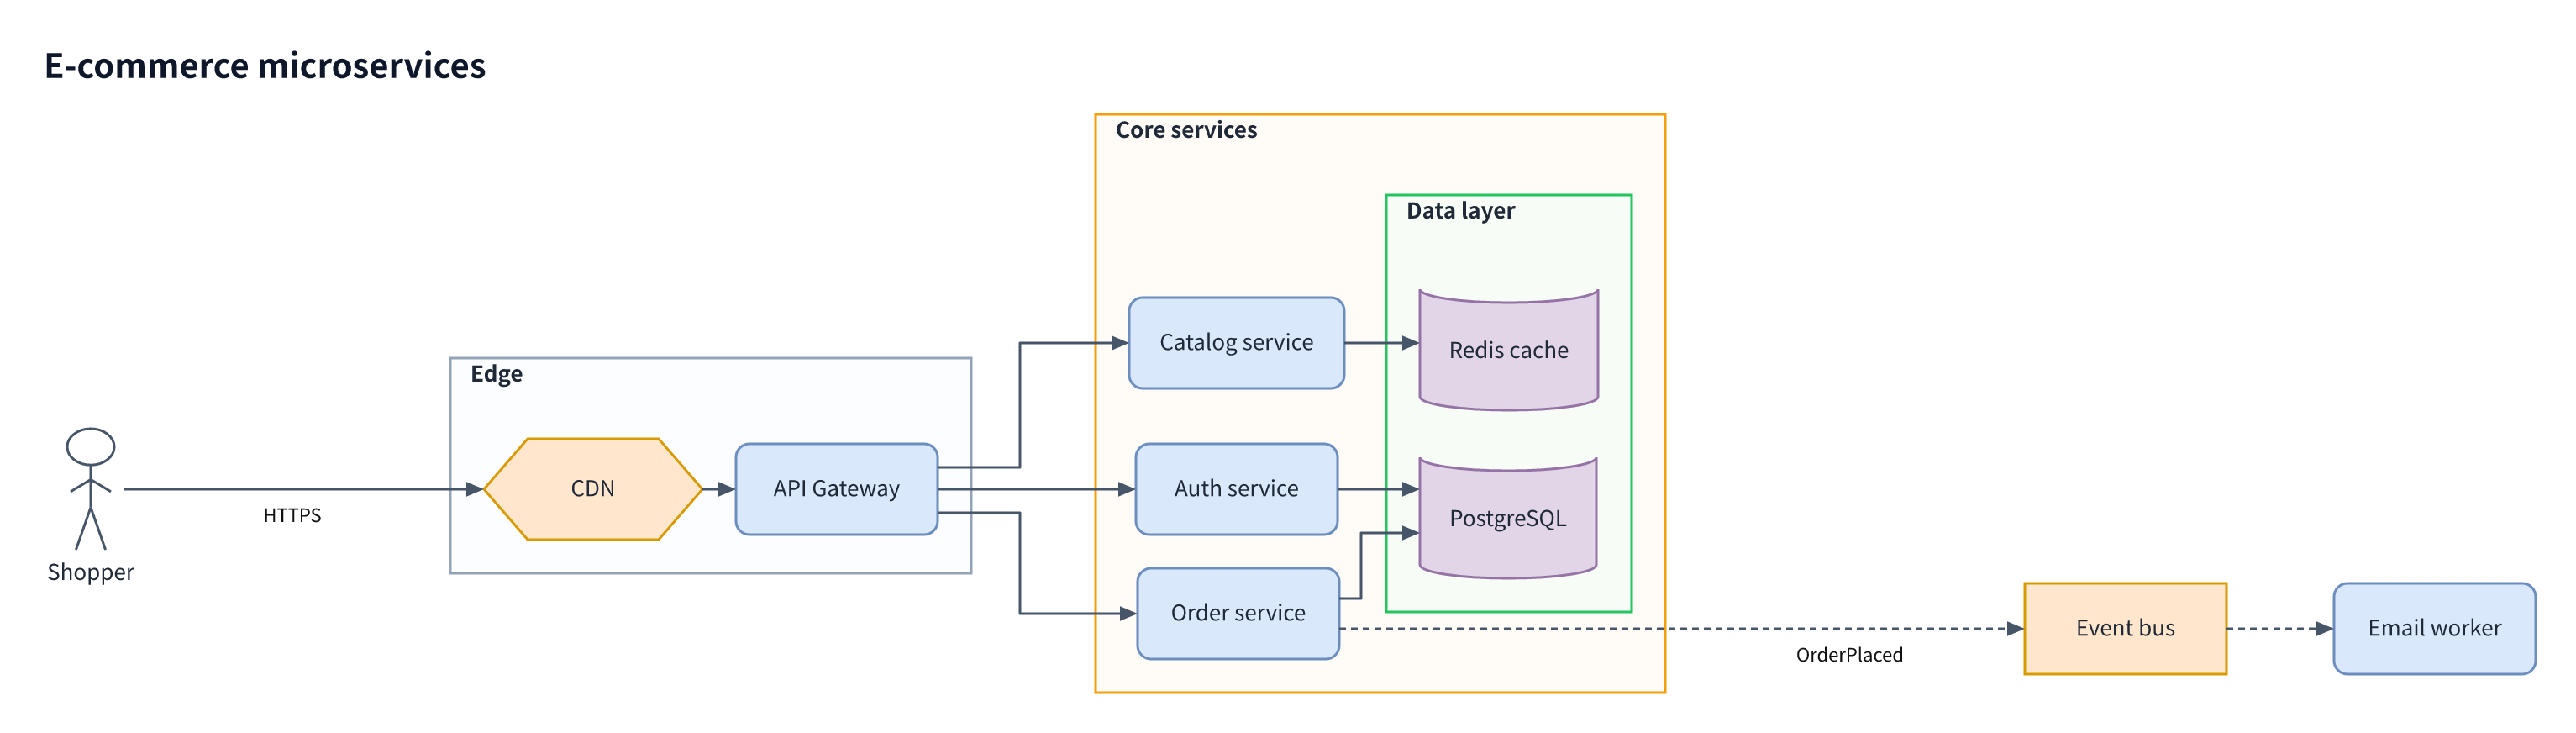 E-commerce microservices
Core services
Data layer
Catalog service
Redis cache
Edge
CDN
API Gateway
Auth service
PostgreSQL
HTTPS
Shopper
Order service
OrderPlaced
Event bus
Email worker